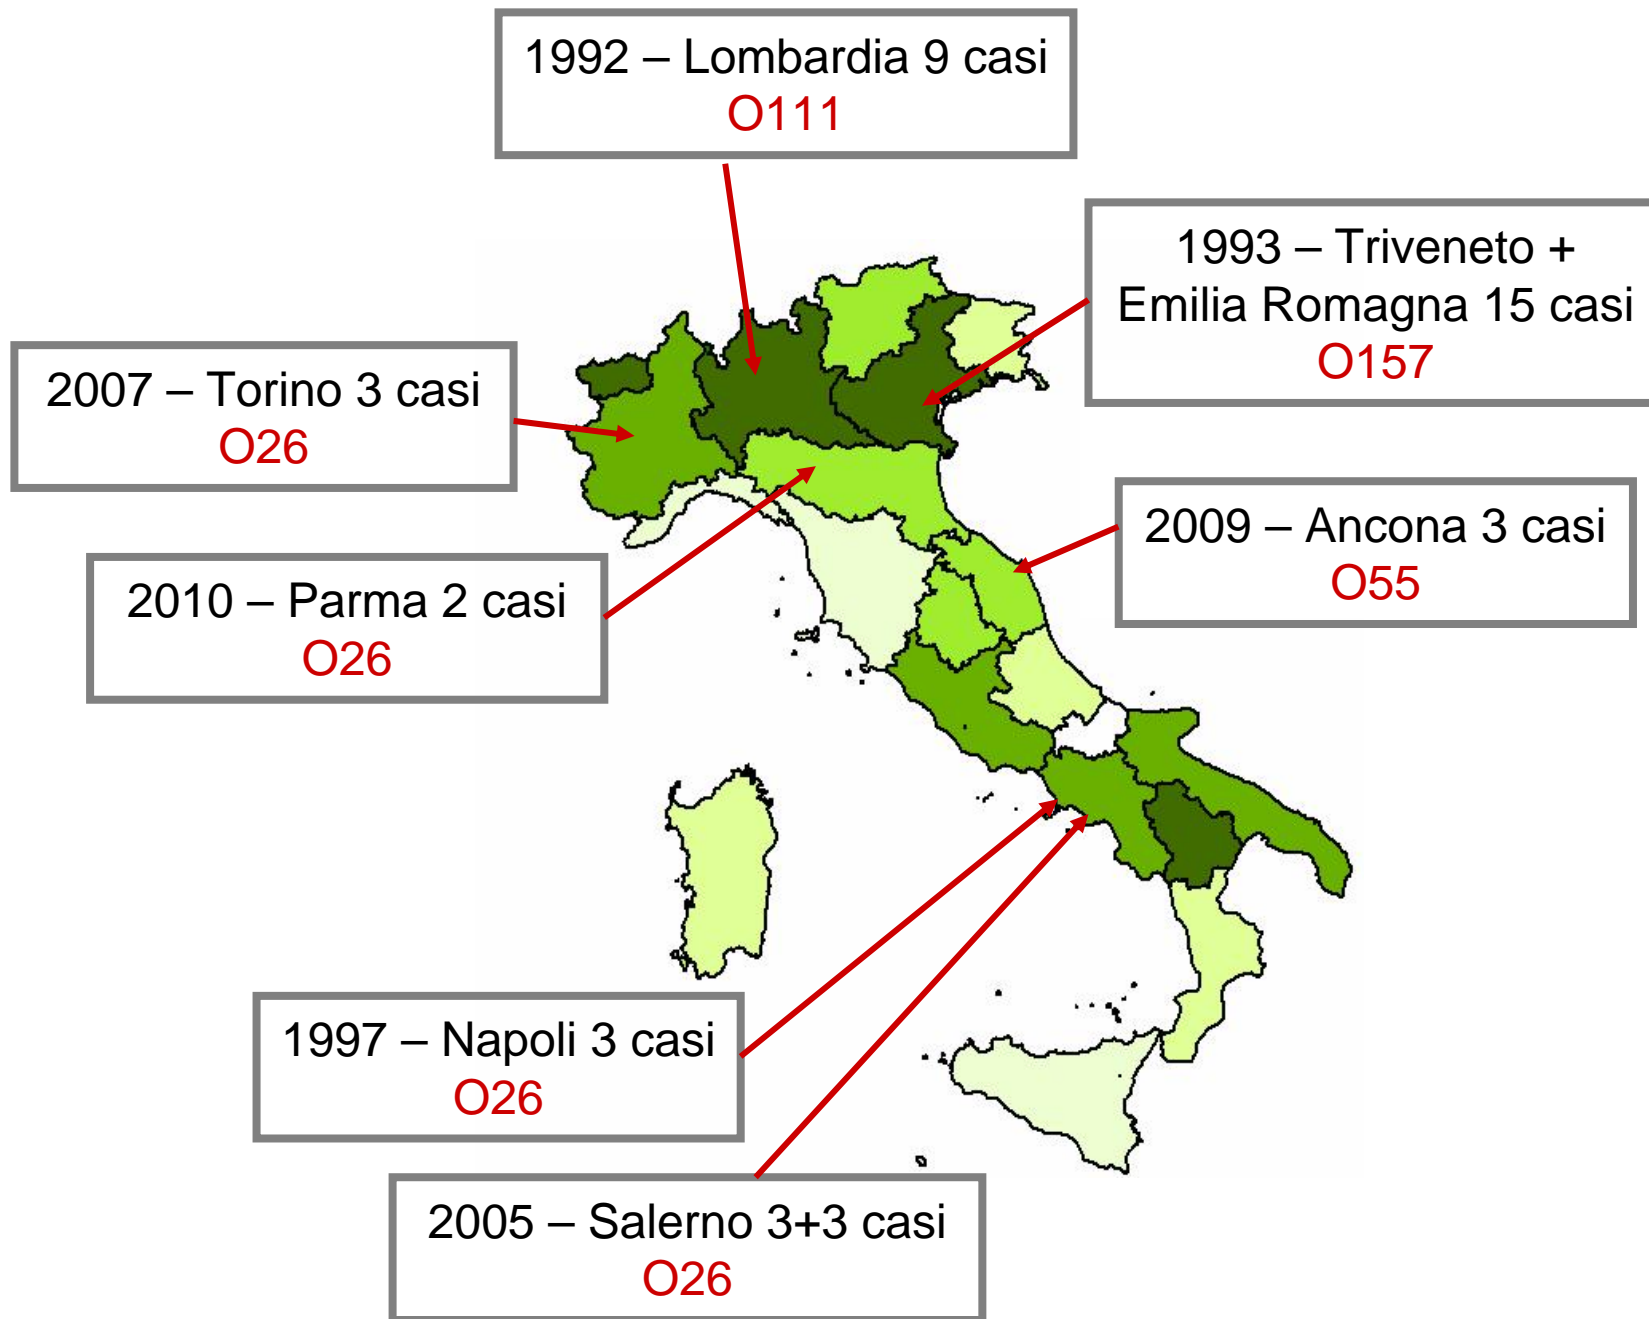 1992 – Lombardia 9 casi
O111
1993 – Triveneto +
Emilia Romagna 15 casi
O157
2007 – Torino 3 casi
O26
2009 – Ancona 3 casi
O55
2010 – Parma 2 casi
O26
1997 – Napoli 3 casi
O26
2005 – Salerno 3+3 casi
O26